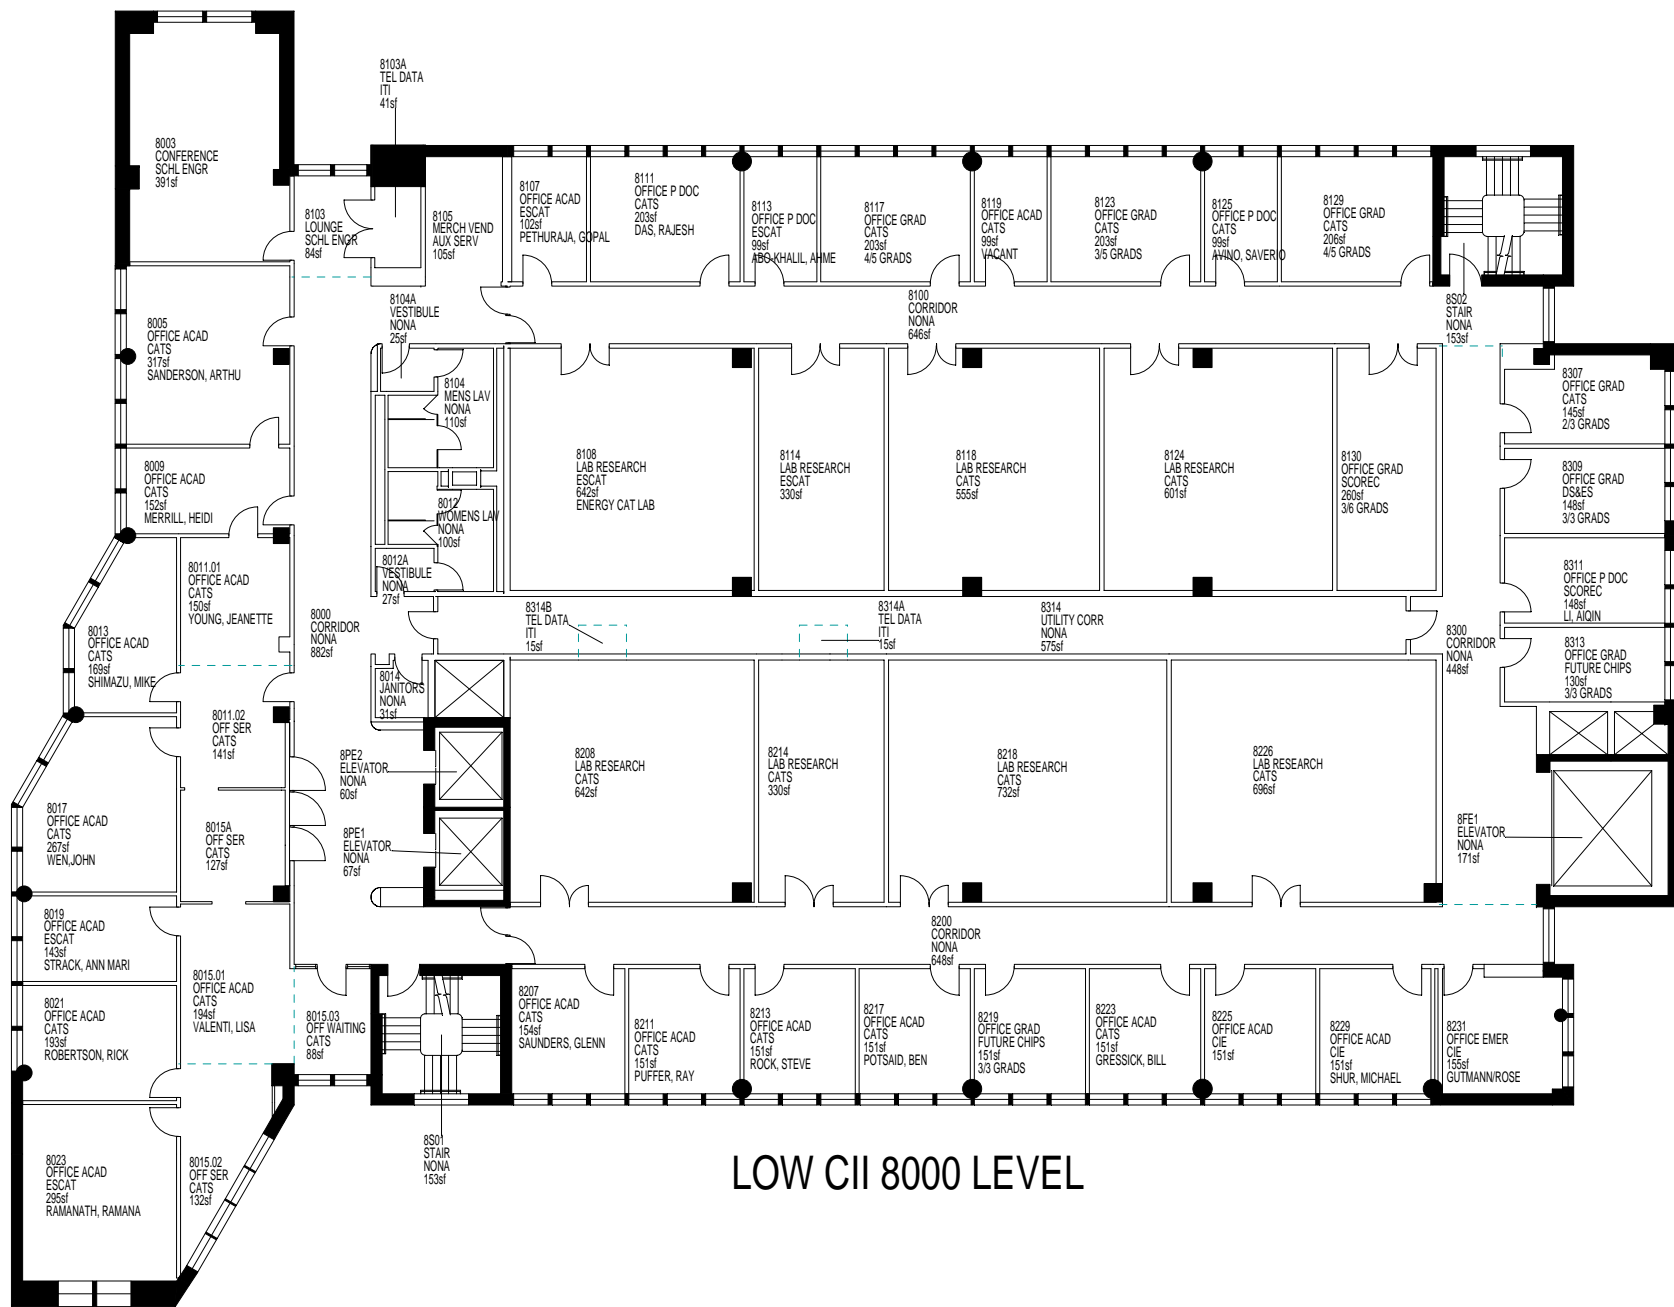 8103A
TEL DATA
ITI
41sf
8003
CONFERENCE
SCHL ENGR
391sf
8103
LOUNGE
SCHL ENGR
84sf
8105
MERCH VEND
AUX SERV
105sf
8107
OFFICE ACAD
ESCAT
102sf
PETHURAJA, GOPAL
8111
OFFICE P DOC
CATS
203sf
DAS, RAJESH
8113
OFFICE P DOC
ESCAT
99sf
ABO-KHALIL, AHME
8117
OFFICE GRAD
CATS
203sf
4/5 GRADS
8119
OFFICE ACAD
CATS
99sf
VACANT
8123
OFFICE GRAD
CATS
203sf
3/5 GRADS
8125
OFFICE P DOC
CATS
99sf
AVINO, SAVERIO
8129
OFFICE GRAD
CATS
206sf
4/5 GRADS
8104A
VESTIBULE
NONA
25sf
8100
CORRIDOR
NONA
646sf
8S02
STAIR
NONA
153sf
8005
OFFICE ACAD
CATS
317sf
SANDERSON, ARTHU
8104
MENS LAV
NONA
110sf
8307
OFFICE GRAD
CATS
145sf
2/3 GRADS
8009
OFFICE ACAD
CATS
152sf
MERRILL, HEIDI
8108
LAB RESEARCH
ESCAT
642sf
ENERGY CAT LAB
8114
LAB RESEARCH
ESCAT
330sf
8118
LAB RESEARCH
CATS
555sf
8124
LAB RESEARCH
CATS
601sf
8130
OFFICE GRAD
SCOREC
260sf
3/6 GRADS
8309
OFFICE GRAD
DS&ES
148sf
3/3 GRADS
8012
WOMENS LAV
NONA
100sf
8012A
VESTIBULE
NONA
27sf
8011.01
OFFICE ACAD
CATS
150sf
YOUNG, JEANETTE
8311
OFFICE P DOC
SCOREC
148sf
LI, AIQIN
8000
CORRIDOR
NONA
882sf
8314B
TEL DATA
ITI
15sf
8314A
TEL DATA
ITI
15sf
8314
UTILITY CORR
NONA
575sf
8300
CORRIDOR
NONA
448sf
8013
OFFICE ACAD
CATS
169sf
SHIMAZU, MIKE
8313
OFFICE GRAD
FUTURE CHIPS
130sf
3/3 GRADS
8014
JANITORS
NONA
31sf
8011.02
OFF SER
CATS
141sf
8PE2
ELEVATOR
NONA
60sf
8208
LAB RESEARCH
CATS
642sf
8214
LAB RESEARCH
CATS
330sf
8218
LAB RESEARCH
CATS
732sf
8226
LAB RESEARCH
CATS
696sf
8017
OFFICE ACAD
CATS
267sf
WEN,JOHN
8015A
OFF SER
CATS
127sf
8PE1
ELEVATOR
NONA
67sf
8FE1
ELEVATOR
NONA
171sf
8019
OFFICE ACAD
ESCAT
143sf
STRACK, ANN MARI
8200
CORRIDOR
NONA
648sf
8015.01
OFFICE ACAD
CATS
194sf
VALENTI, LISA
8021
OFFICE ACAD
CATS
193sf
ROBERTSON, RICK
8015.03
OFF WAITING
CATS
88sf
8207
OFFICE ACAD
CATS
154sf
SAUNDERS, GLENN
8211
OFFICE ACAD
CATS
151sf
PUFFER, RAY
8213
OFFICE ACAD
CATS
151sf
ROCK, STEVE
8217
OFFICE ACAD
CATS
151sf
POTSAID, BEN
8219
OFFICE GRAD
FUTURE CHIPS
151sf
3/3 GRADS
8223
OFFICE ACAD
CATS
151sf
GRESSICK, BILL
8225
OFFICE ACAD
CIE
151sf
8229
OFFICE ACAD
CIE
151sf
SHUR, MICHAEL
8231
OFFICE EMER
CIE
155sf
GUTMANN/ROSE
8S01
STAIR
NONA
153sf
8023
OFFICE ACAD
ESCAT
295sf
RAMANATH, RAMANA
8015.02
OFF SER
CATS
132sf
LOW CII 8000 LEVEL